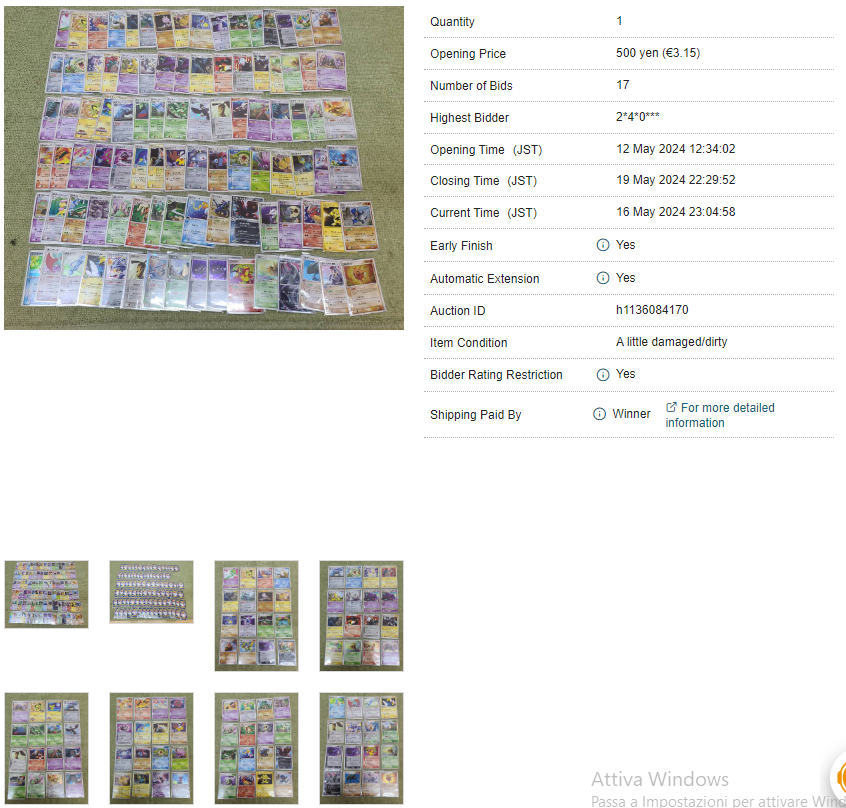 Quantity 1
Opening Price 500 yen (€3.15)
Number of Bids 17
Highest Bidder 2*4*0***
Opening Time (JST) 12 May 2024 12:34:02
Closing Time (JST) 19 May 2024 22:29:52
Current Time (JST) 16 May 2024 23:04:58
Early Finish Yes
Automatic Extension Yes
Auction ID h1136084170
Item Condition A little damaged/dirty
Bidder Rating Restriction Yes
Shipping Paid By Winner For more detailed
information
Attiva Windows
Passa a Impostazioni per attivare